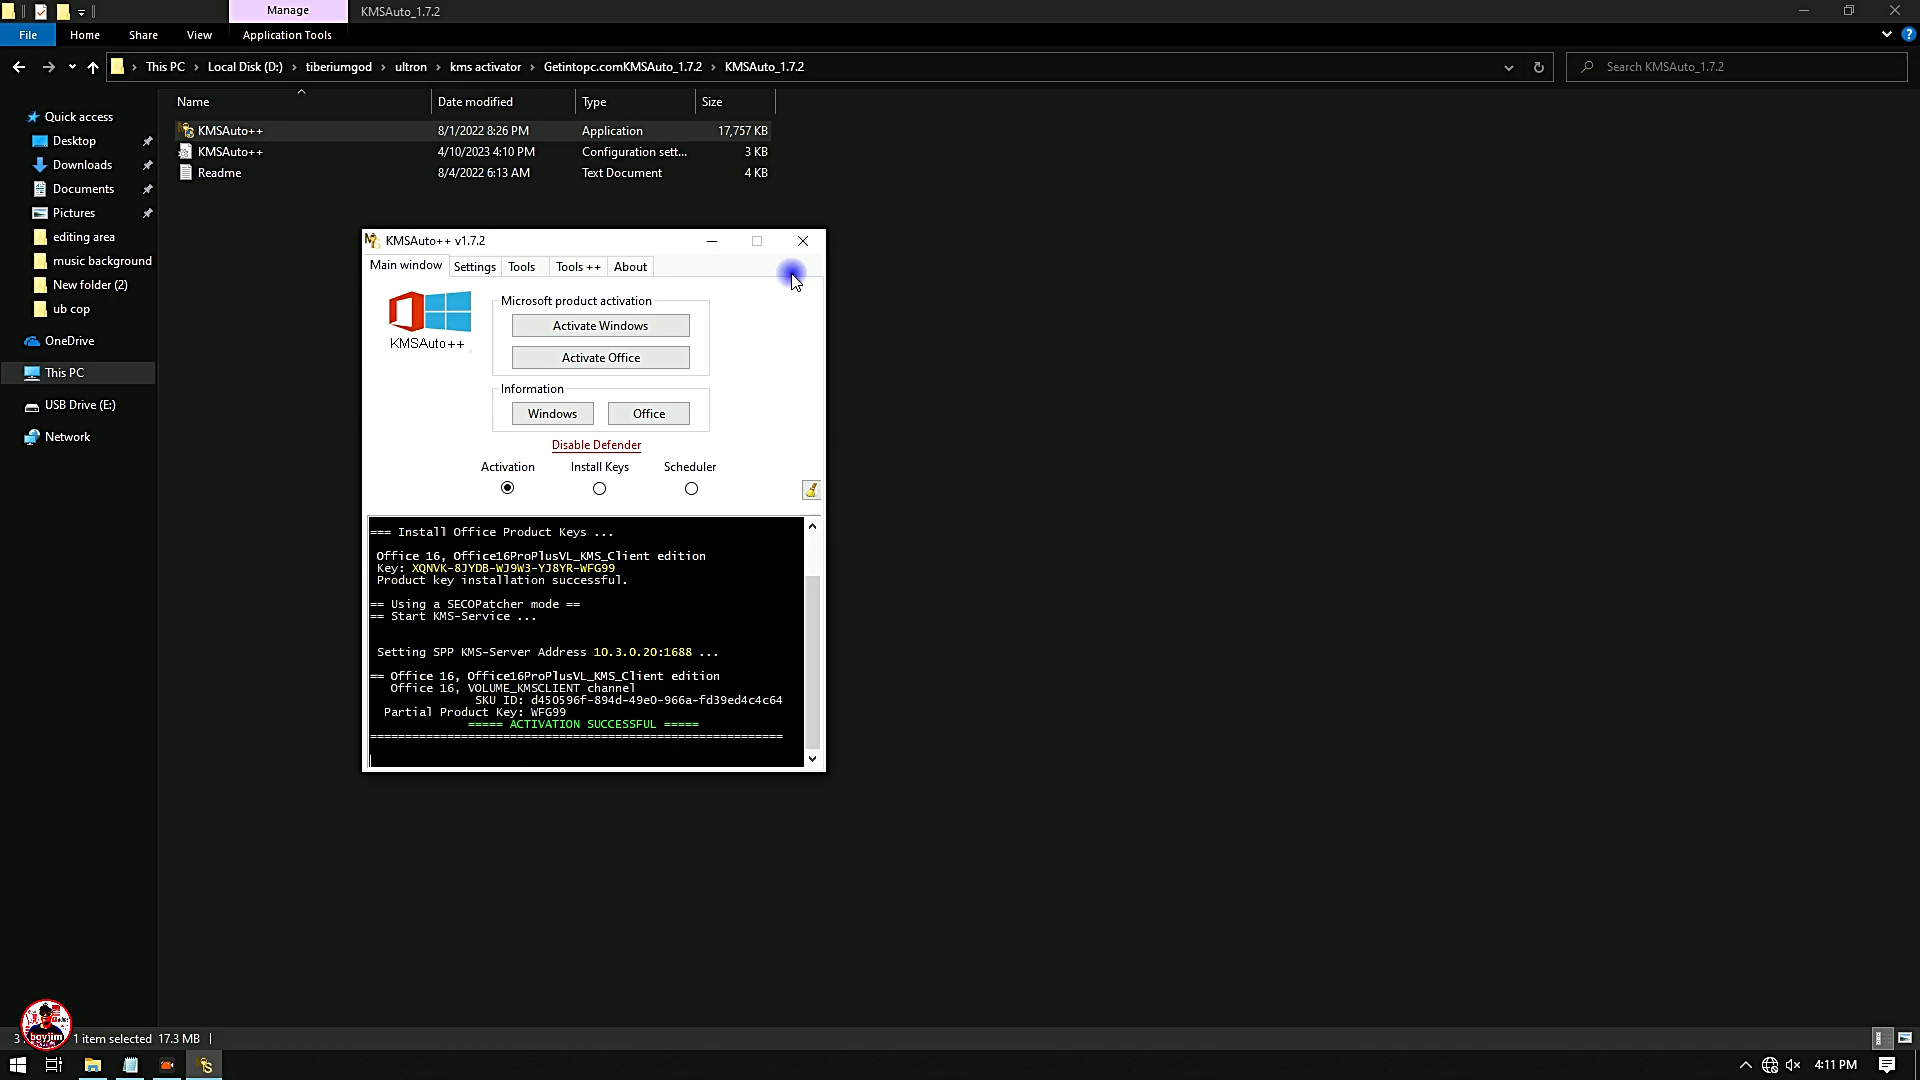 Manage
KMSAuto_1.7.2
File
Home
Share
View
Application Tools
This PC
Local Disk (D:)
tiberiumgod
ultron
kms activator
Getintopc.comKMSAuto_1.7.2
KMSAuto_1.7.2
Search KMSAuto_1.7.2
Name
Date modified
Type
Size
KMSAuto++
8/1/2022 8:26 PM
Application
17,757 KB
KMSAuto++
4/10/2023 4:10 PM
Configuration sett...
3 KB
Readme
8/4/2022 6:13 AM
Text Document
4 KB
Quick access
Desktop
Downloads
Documents
Pictures
editing area
music background
New folder (2)
ub cop
OneDrive
This PC
USB Drive (E:)
Network
KMSAuto++ v1.7.2
Main window
Settings
Tools
Tools ++
About
KMSAuto++
Microsoft product activation
Activate Windows
Activate Office
Information
Windows
Office
Disable Defender
Activation
Install Keys
Scheduler
=== Install Office Product Keys ...
Office 16, Office16ProPlusVL_KMS_Client edition
Key: XQNVK-8JYDB-WJ9W3-YJ8YR-WFG99
Product key installation successful.
== Using a SECOPatcher mode ==
== Start KMS-Service ...
Setting SPP KMS-Server Address 10.3.0.20:1688 ...
== Office 16, Office16ProPlusVL_KMS_Client edition
Office 16, VOLUME_KMSCLIENT channel
SKU ID: d450596f-894d-49e0-966a-fd39ed4c4c64
Partial Product Key: WFG99
===== ACTIVATION SUCCESSFUL =====
===========================================================
3
boyjim
1 item selected 17.3 MB
4:11 PM